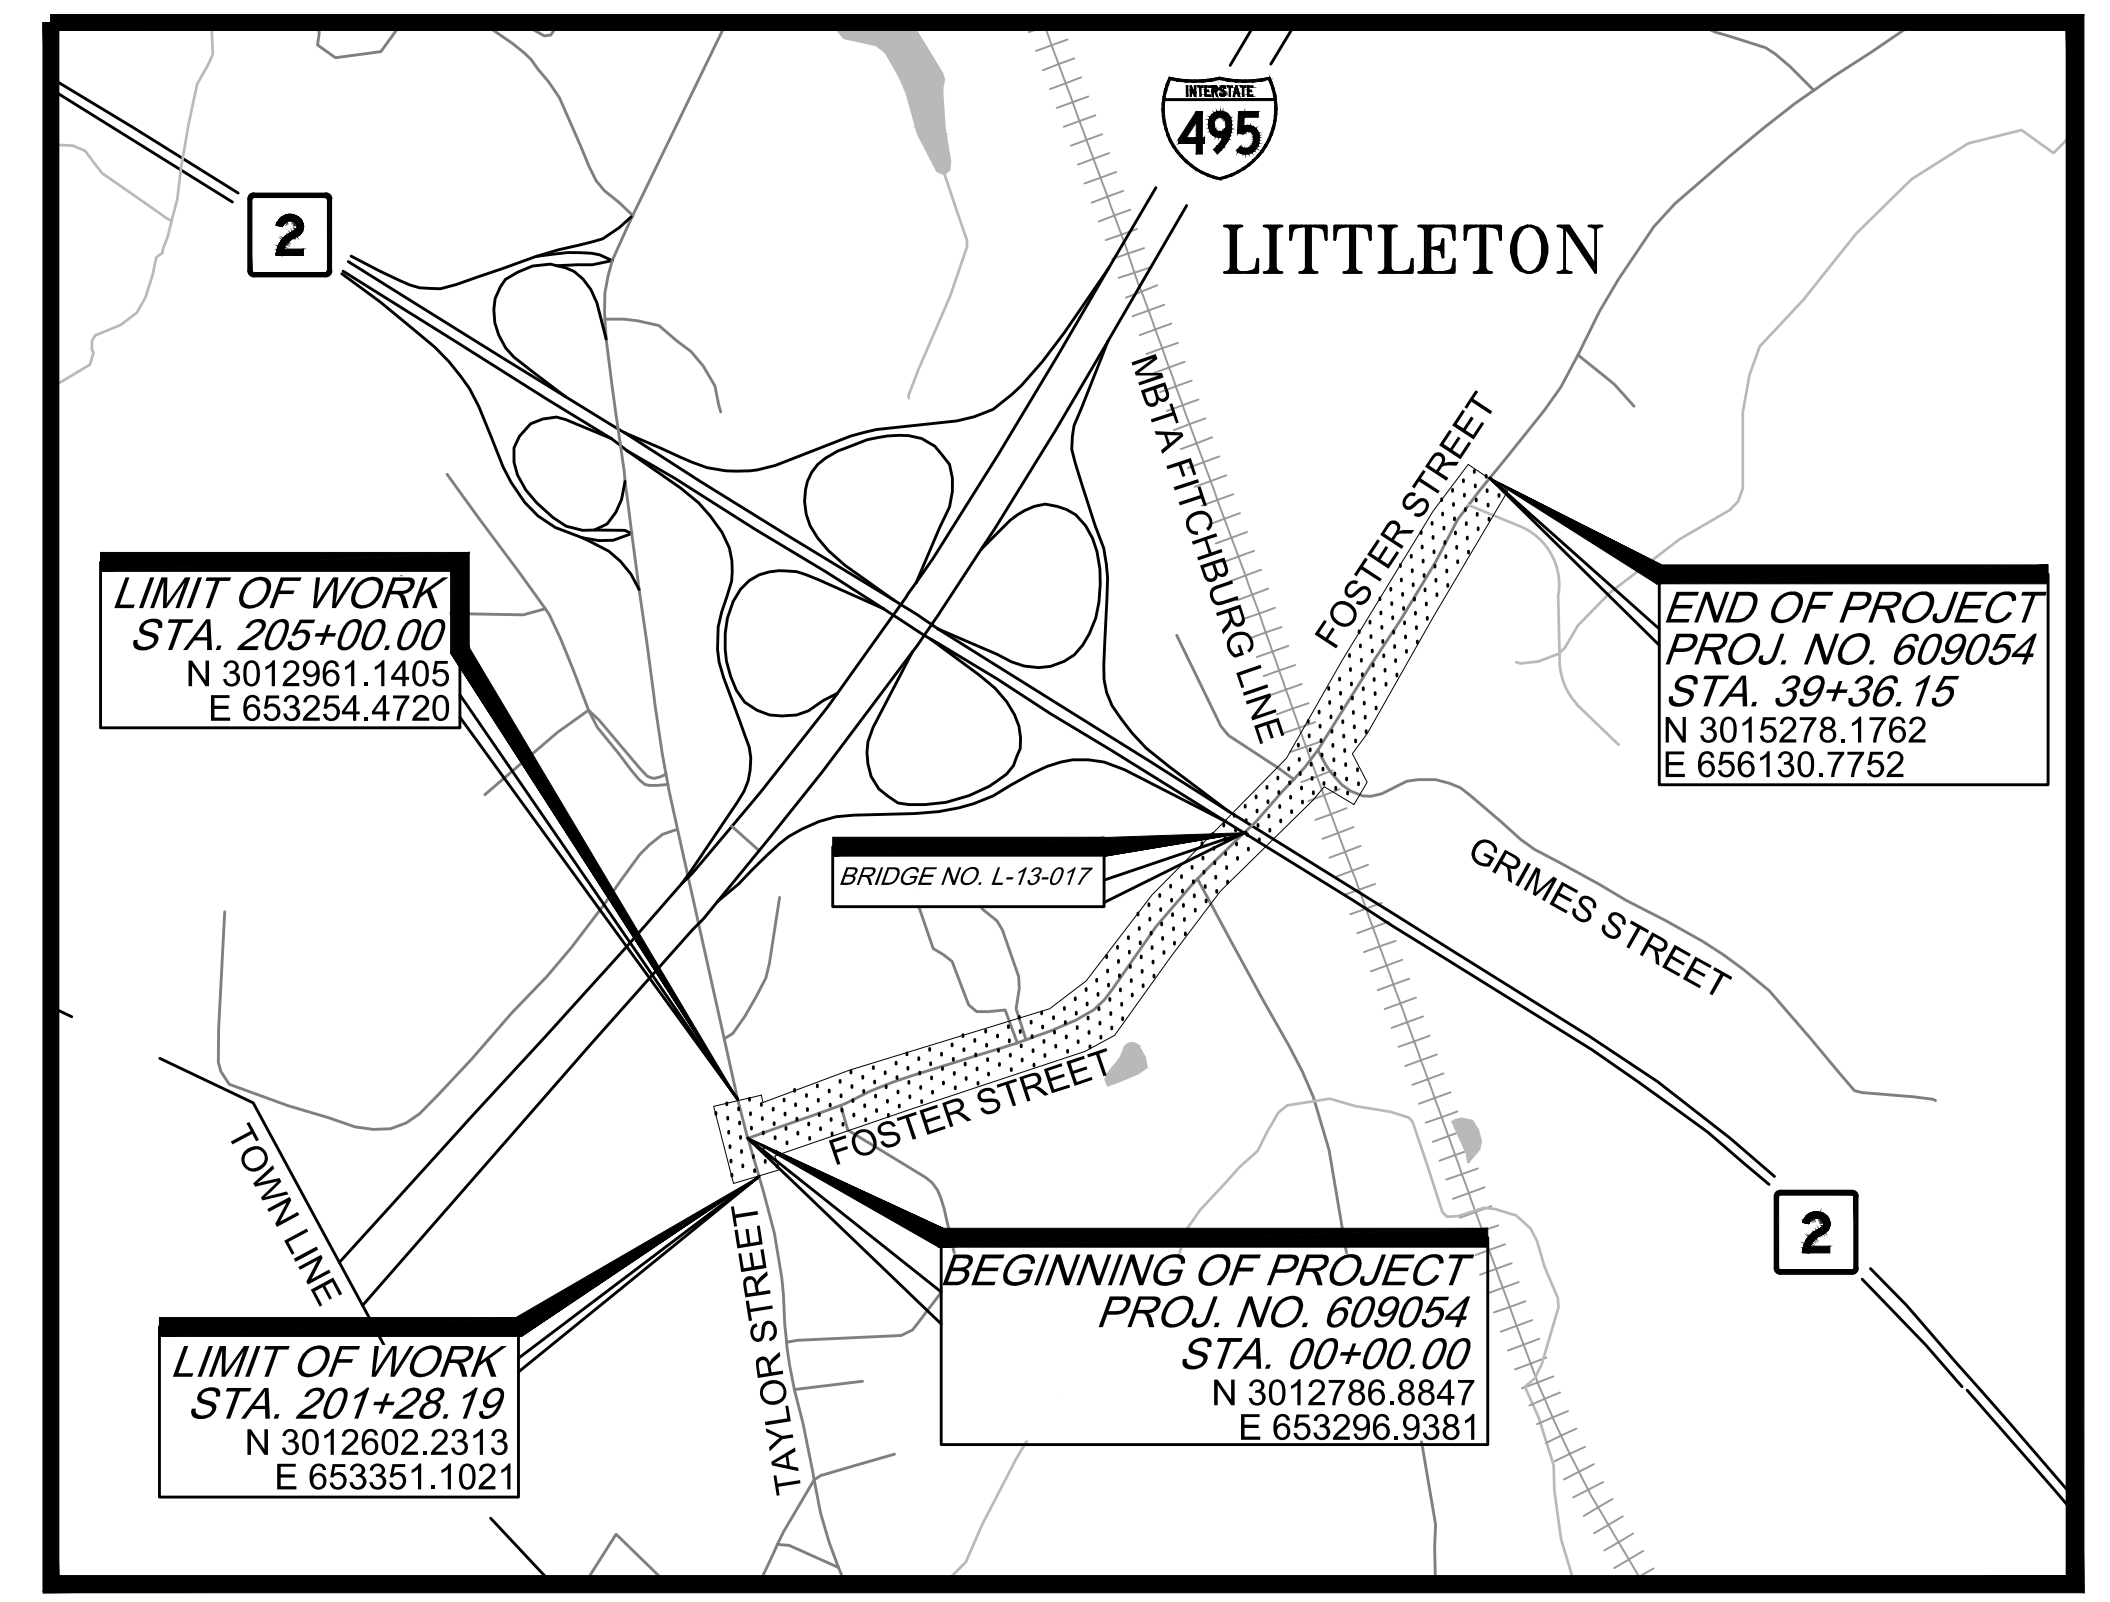 INTERSTATE
495
2
LITTLETON
MBTA FITCHBURG LINE
FOSTER STREET
LIMIT OF WORK
STA. 205+00.00
N 3012961.1405
E 653254.4720
END OF PROJECT
PROJ. NO. 609054
STA. 39+36.15
N 3015278.1762
E 656130.7752
BRIDGE NO. L-13-017
GRIMES STREET
FOSTER STREET
TOWN LINE
TAYLOR STREET
2
BEGINNING OF PROJECT
PROJ. NO. 609054
STA. 00+00.00
N 3012786.8847
E 653296.9381
LIMIT OF WORK
STA. 201+28.19
N 3012602.2313
E 653351.1021